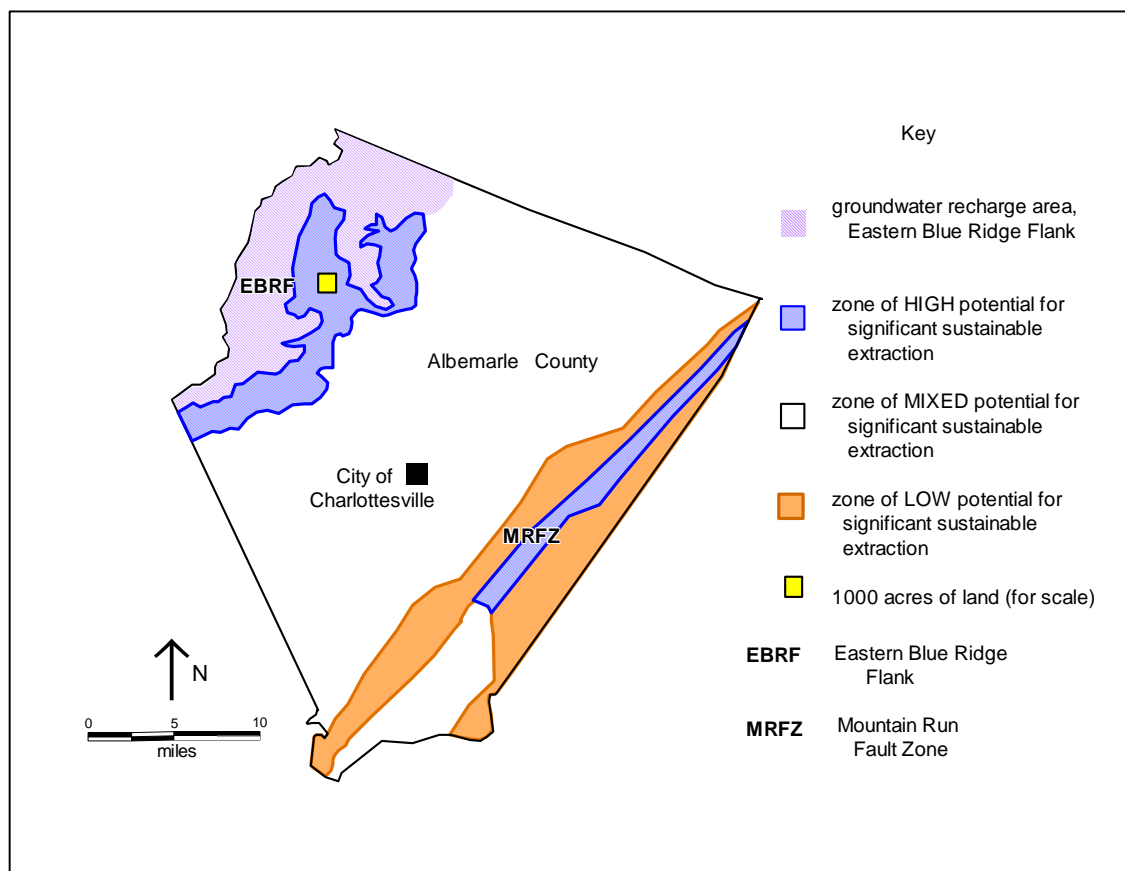 Key
groundwater recharge area,
Eastern Blue Ridge Flank
EBRF
zone of HIGH potential for
significant sustainable
extraction
Albemarle County
zone of MIXED potential for
significant sustainable
extraction
City of
Charlottesville
zone of LOW potential for
significant sustainable
extraction
MRFZ
1000 acres of land (for scale)
EBRF Eastern Blue Ridge
Flank
N
MRFZ Mountain Run
Fault Zone
0 5 10
miles